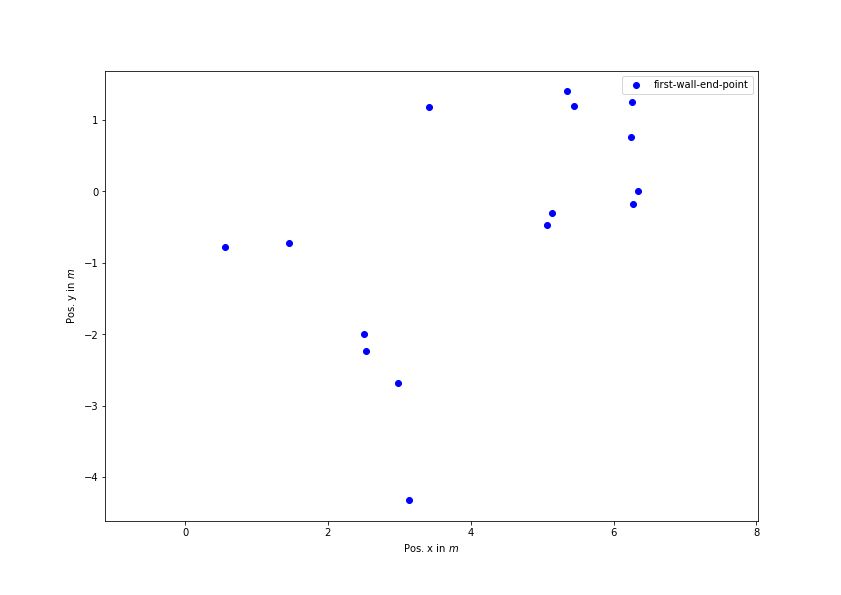 first-wall-end-point
1
0
−1
−2
−3
−4
Pos. y in m
0 2 4 6 8
Pos. x in m